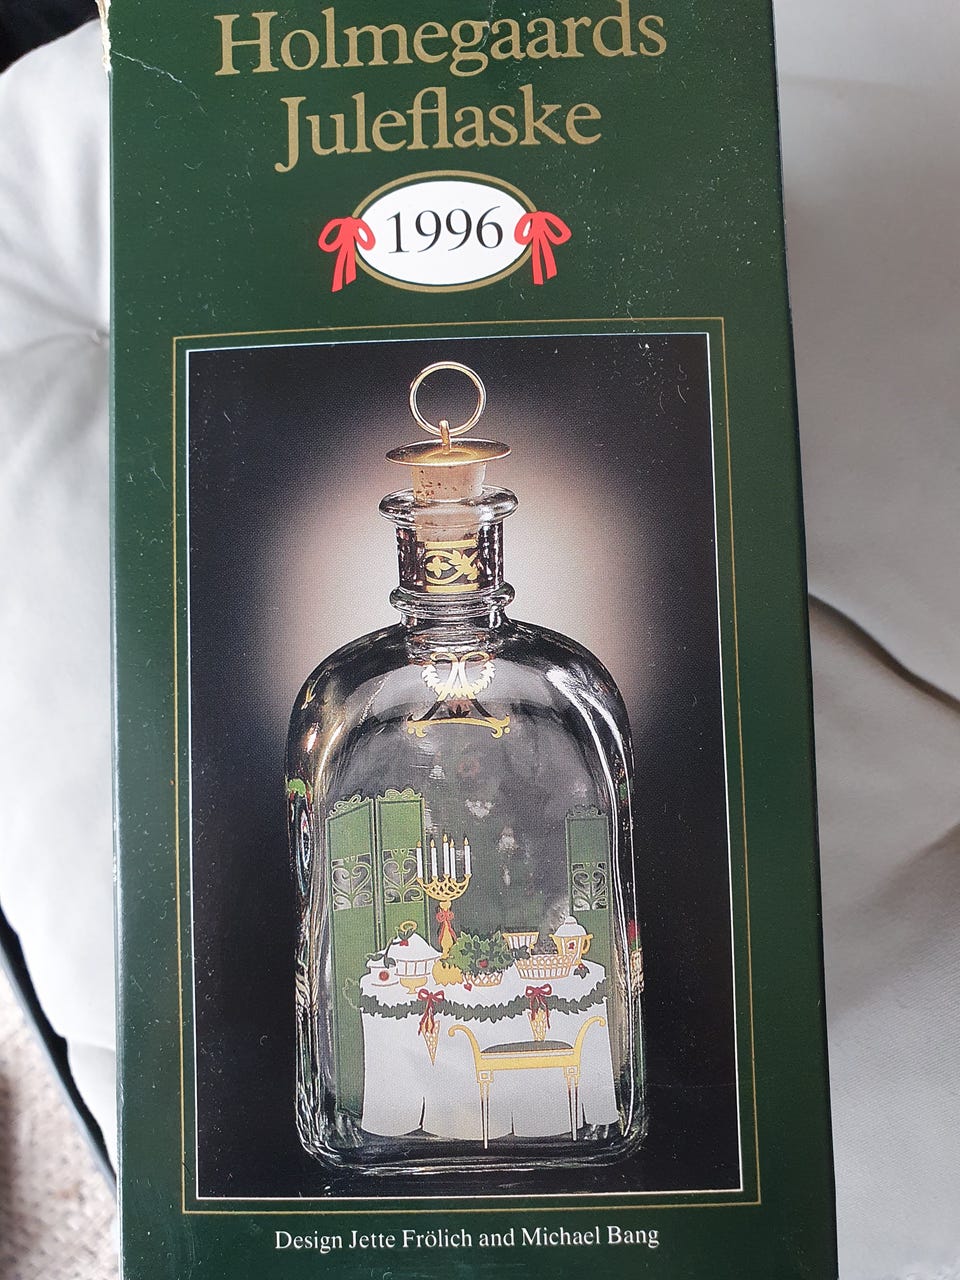 Holmegaards
Juleflaske
1996
Design Jette Frölich and Michael Bang